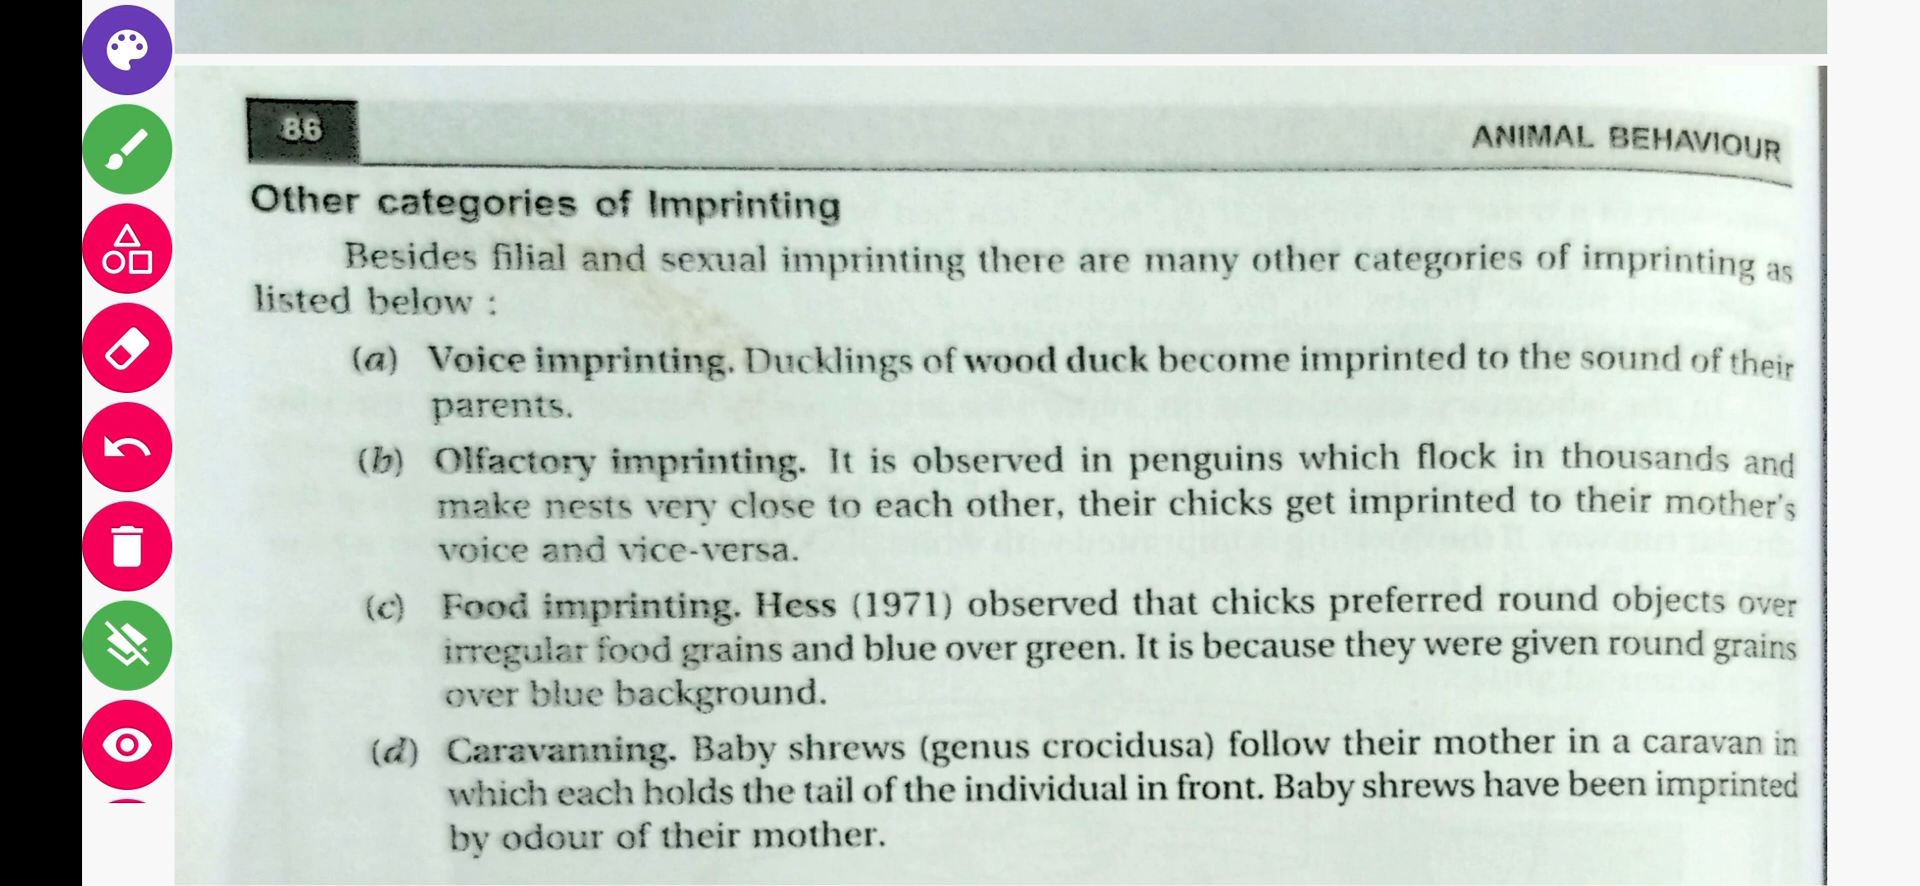 86
ANIMAL BEHAVIOUR
Other categories of Imprinting
Besides filial and sexual imprinting there are many other categories of imprinting as
listed below :
(a) Voice imprinting. Ducklings of wood duck become imprinted to the sound of their
parents.
(b) Olfactory imprinting. It is observed in penguins which flock in thousands and
make nests very close to each other, their chicks get imprinted to their mother's
voice and vice-versa.
(c) Food imprinting. Hess (1971) observed that chicks preferred round objects over
irregular food grains and blue over green. It is because they were given round grains
over blue background.
(d) Caravanning. Baby shrews (genus crocidusa) follow their mother in a caravan in
which each holds the tail of the individual in front. Baby shrews have been imprinted
by odour of their mother.